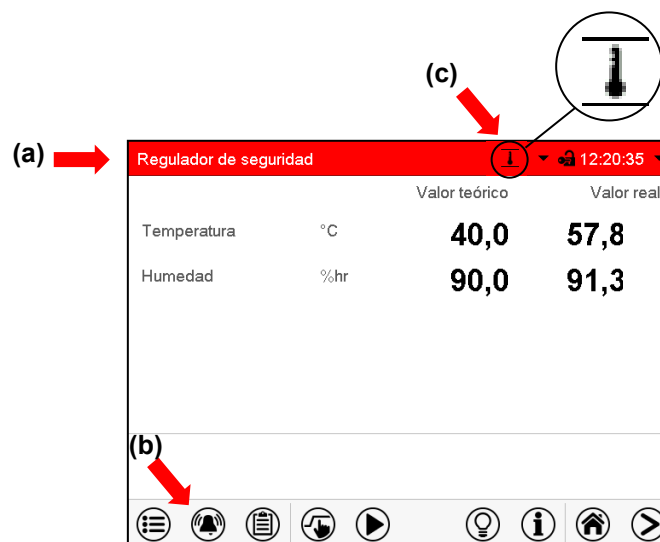 (c)
(a)
Regulador de seguridad 12:20:35
Valor teórico Valor real
Temperatura °C 40,0 57,8
Humedad %hr 90,0 91,3
(b)